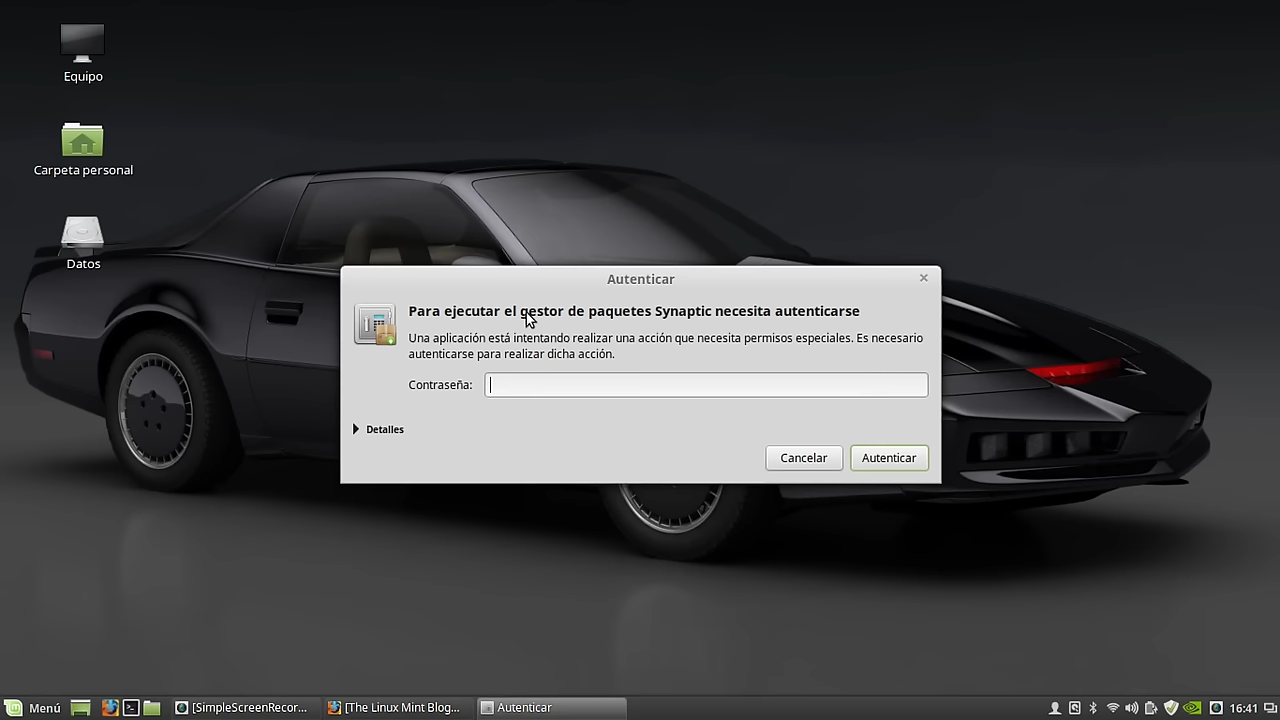 Equipo
Carpeta personal
Datos
Autenticar
Para ejecutar el gestor de paquetes Synaptic necesita autenticarse
Una aplicación está intentando realizar una acción que necesita permisos especiales. Es necesario
autenticarse para realizar dicha acción.
Contraseña:
Detalles
Cancelar Autenticar
Menú [SimpleScreenRecor... [The Linux Mint Blog... Autenticar 16:41